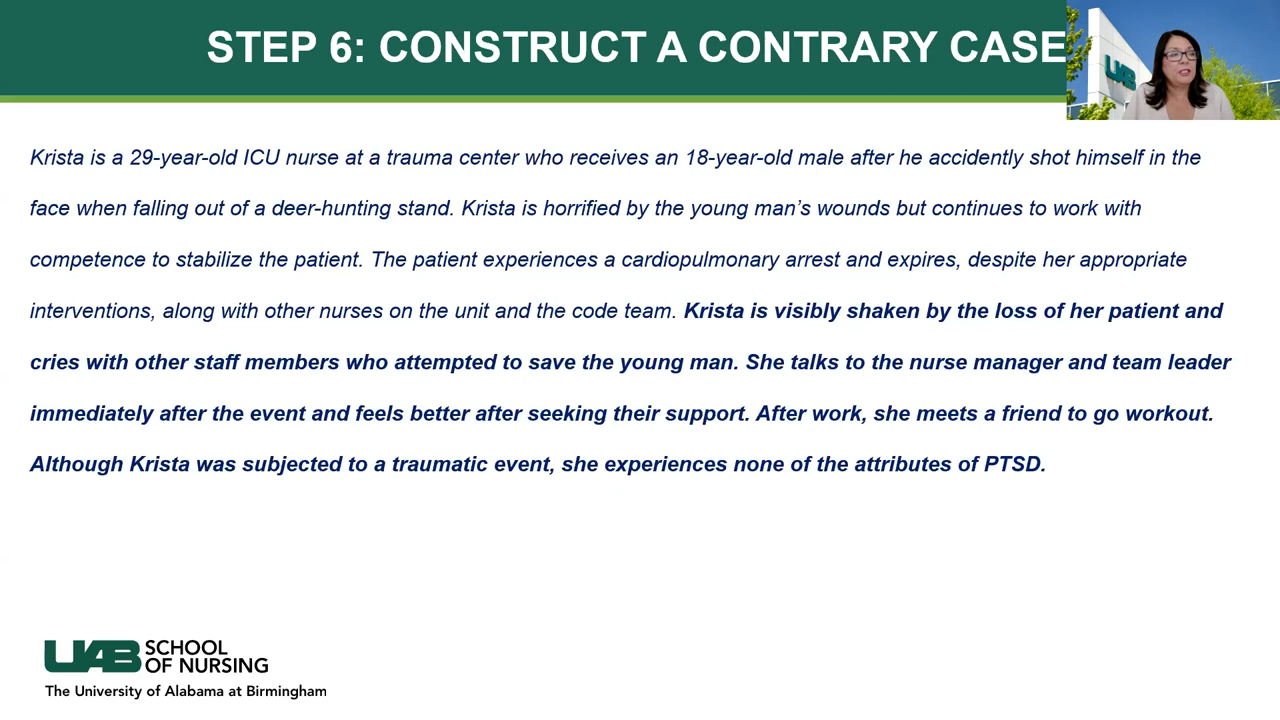 STEP 6: CONSTRUCT A CONTRARY CASE
UAB
Krista is a 29-year-old ICU nurse at a trauma center who receives an 18-year-old male after he accidently shot himself in the
face when falling out of a deer-hunting stand. Krista is horrified by the young man’s wounds but continues to work with
competence to stabilize the patient. The patient experiences a cardiopulmonary arrest and expires, despite her appropriate
interventions, along with other nurses on the unit and the code team. Krista is visibly shaken by the loss of her patient and
cries with other staff members who attempted to save the young man. She talks to the nurse manager and team leader
immediately after the event and feels better after seeking their support. After work, she meets a friend to go workout.
Although Krista was subjected to a traumatic event, she experiences none of the attributes of PTSD.
UAB SCHOOL
OF NURSING
The University of Alabama at Birmingham